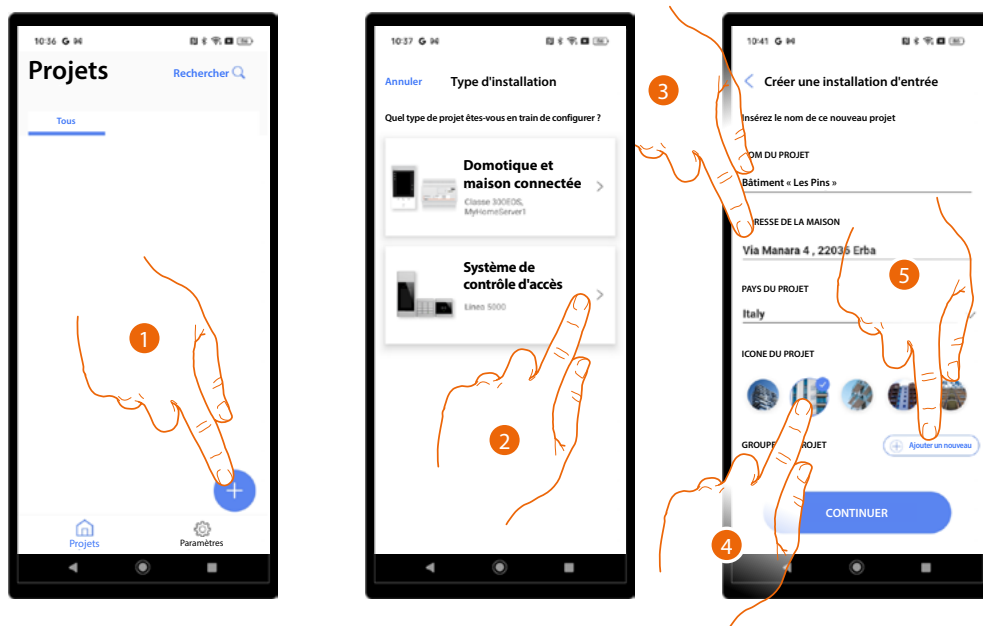 10:36 G
Projets
Rechercher
Tous
1
Projets
Paramètres
10:37 G
Annuler
Type d'installation
Quel type de projet êtes-vous en train de configurer ?
Domotique et
maison connectée
Classe 300EOS,
MyHomeServer1
Système de
contrôle d'accès
Linea 5000
2
3
10:41 G
Créer une installation d'entrée
Insérez le nom de ce nouveau projet
NOM DU PROJET
Bâtiment « Les Pins »
RESSE DE LA MAISON
Via Manara 4 , 22036 Erba
5
PAYS DU PROJET
Italy
ICONE DU PROJET
GROUPE ROJET
Ajouter un nouveau
CONTINUER
4